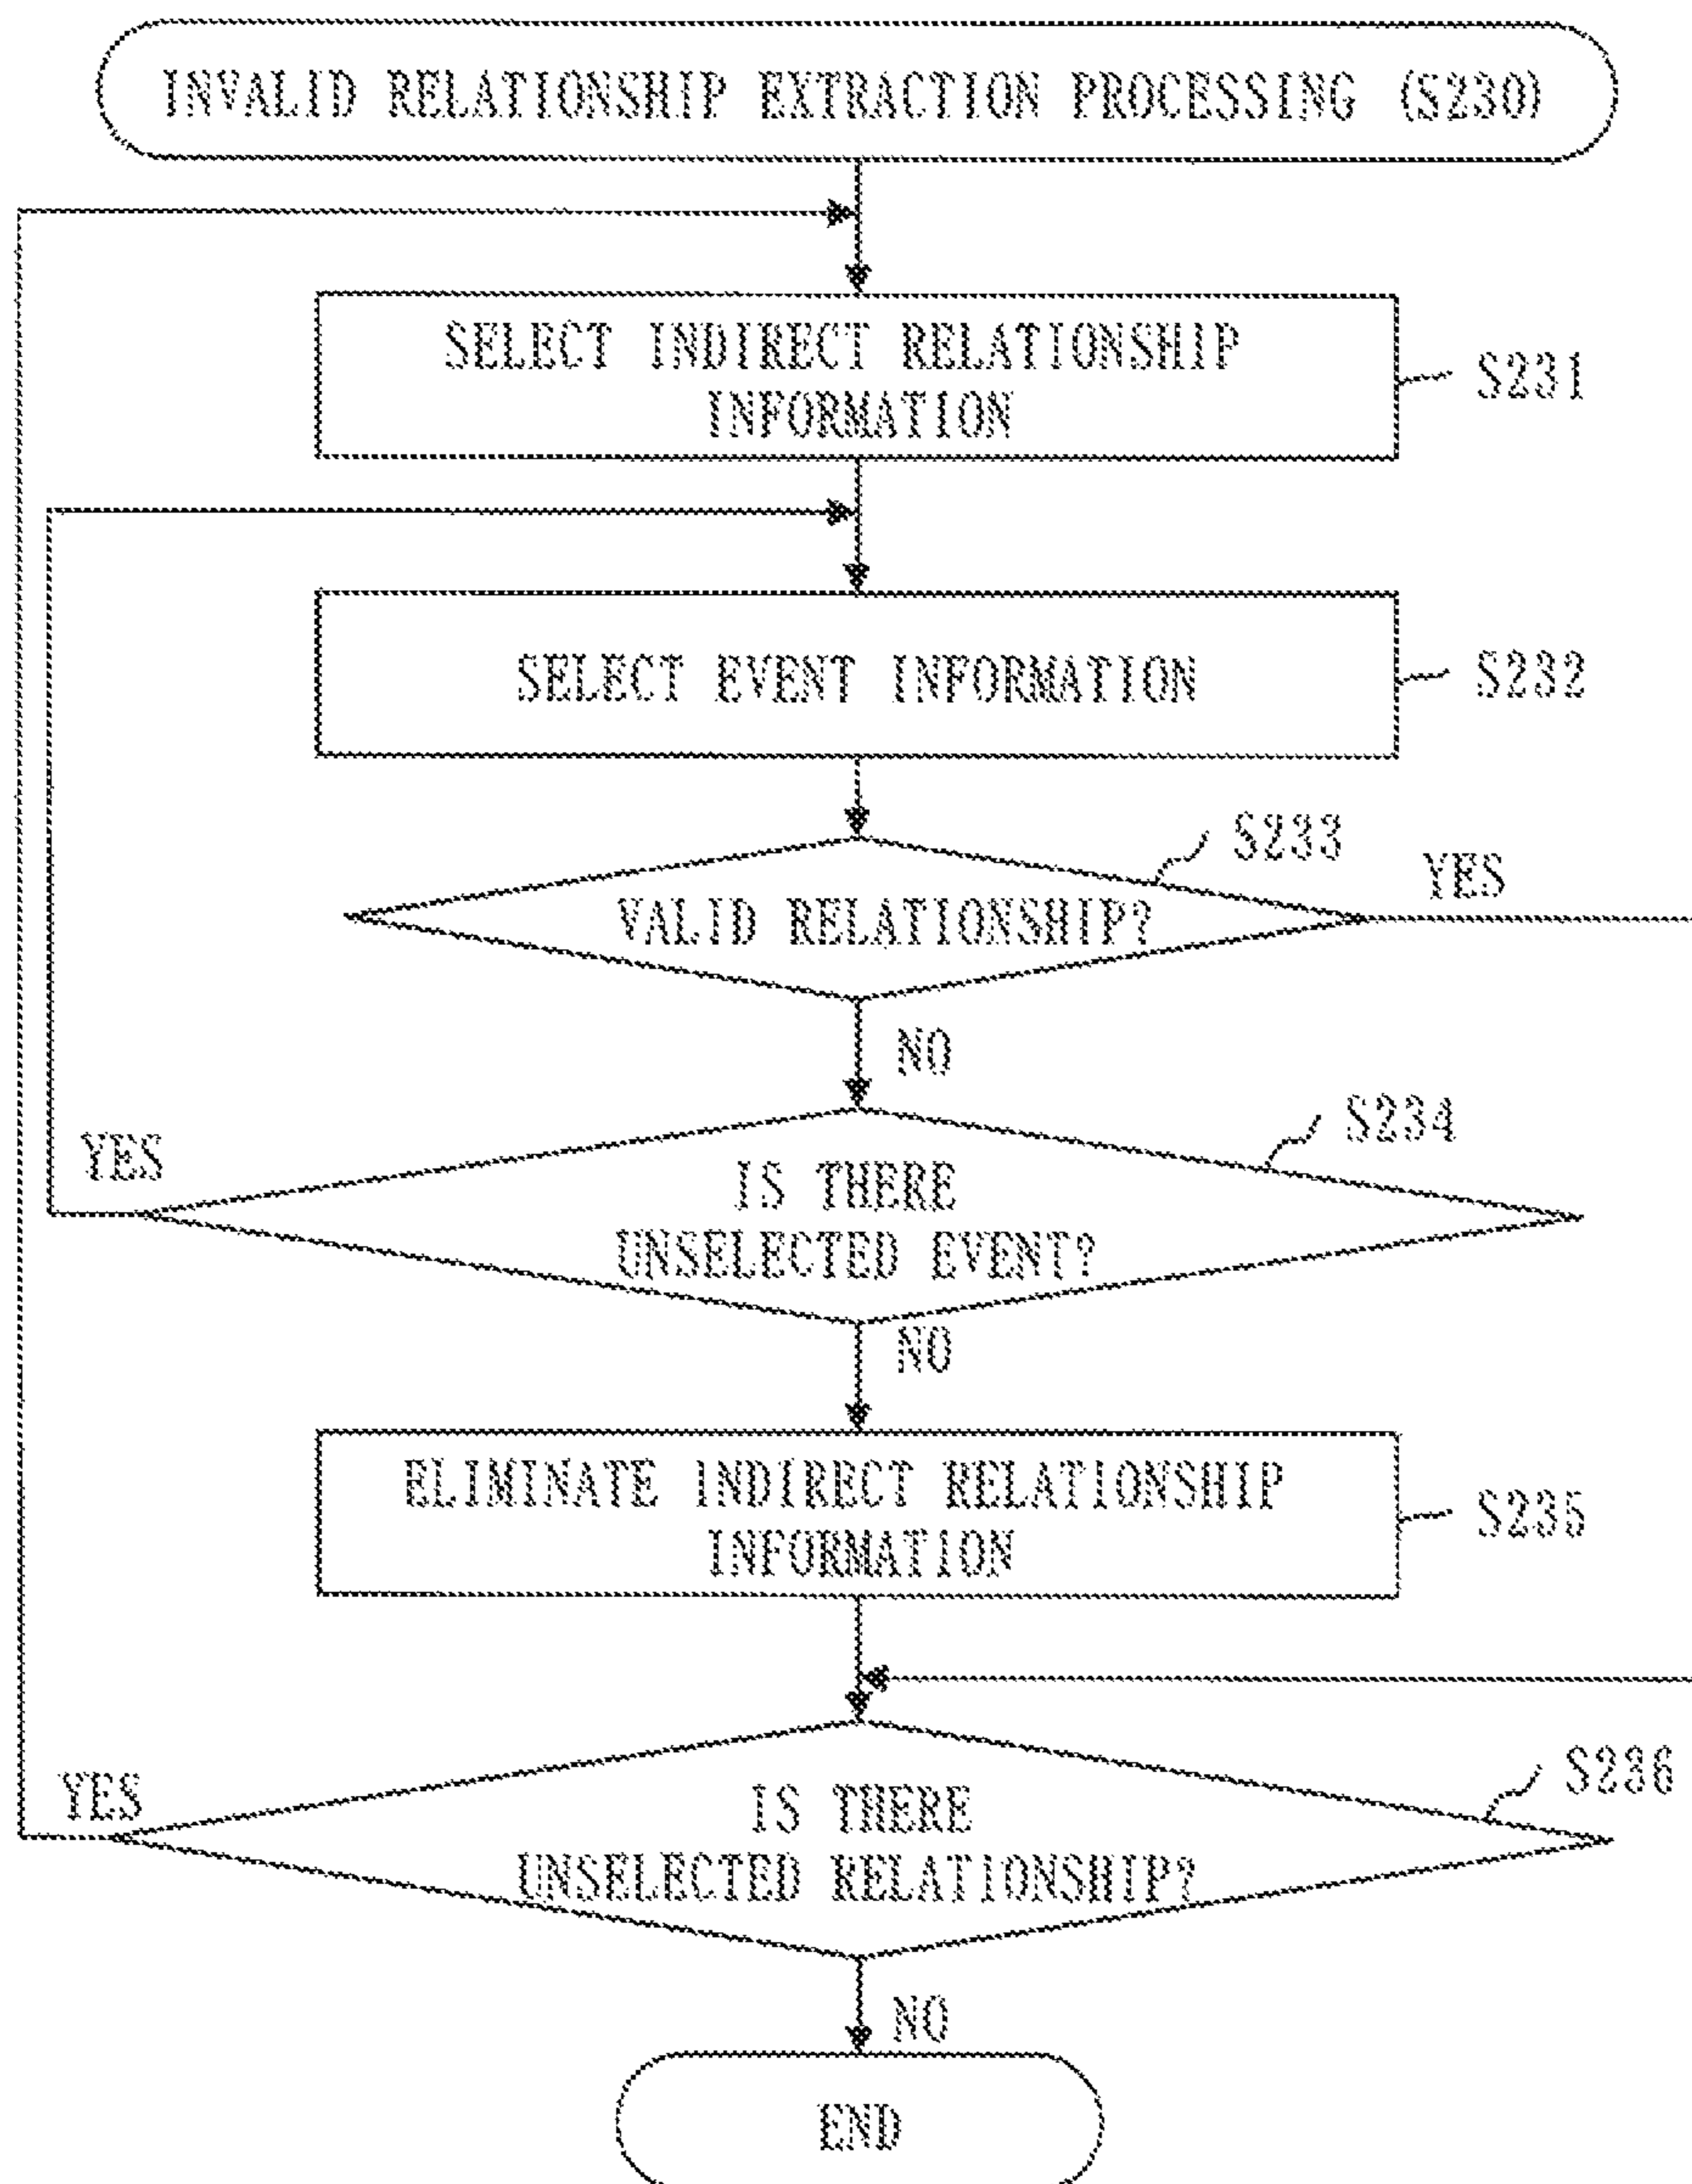 INVALID RELATIONSHIP EXTRACTION PROCESSING (S230)
SELECT INDIRECT RELATIONSHIP
INFORMATION
S231
SELECT EVENT INFORMATION
S232
S233
VALID RELATIONSHIP?
YES
NO
S234
YES
IS THERE
UNSELECTED EVENT?
NO
ELIMINATE INDIRECT RELATIONSHIP
INFORMATION
S235
S236
YES
IS THERE
UNSELECTED RELATIONSHIP?
NO
END